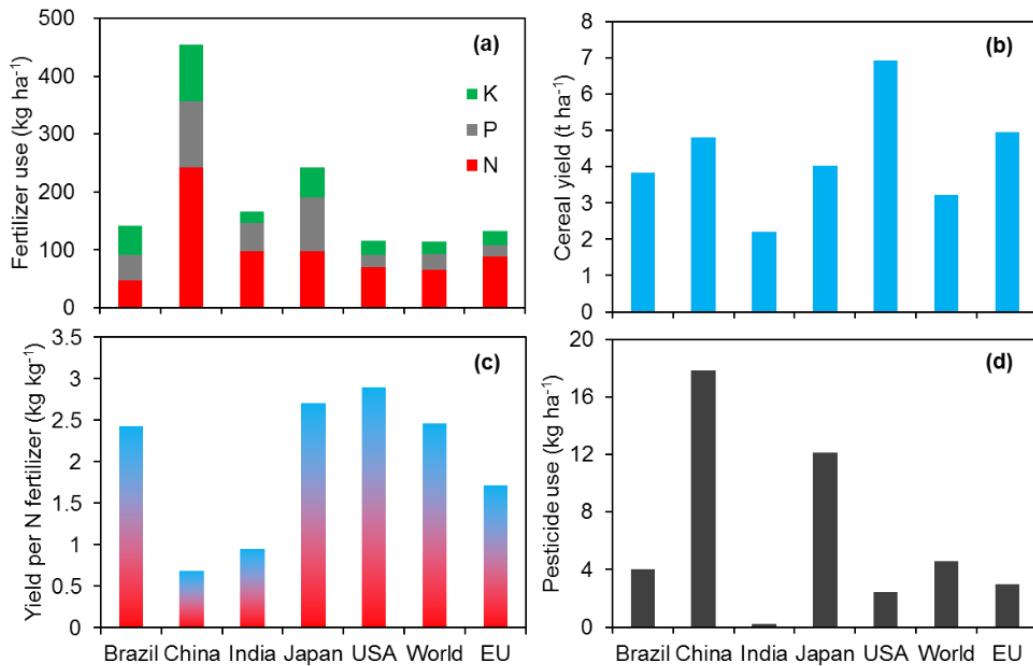 500
400
300
200
100
0
Fertilizer use (kg ha⁻¹)
(a)
K
P
N
8
7
6
5
4
3
2
1
0
Cereal yield (t ha⁻¹)
(b)
3.5
3
2.5
2
1.5
1
0.5
0
Yield per N fertilizer (kg kg⁻¹)
(c)
Brazil China India Japan USA World EU
20
16
12
8
4
0
Pesticide use (kg ha⁻¹)
(d)
Brazil China India Japan USA World EU